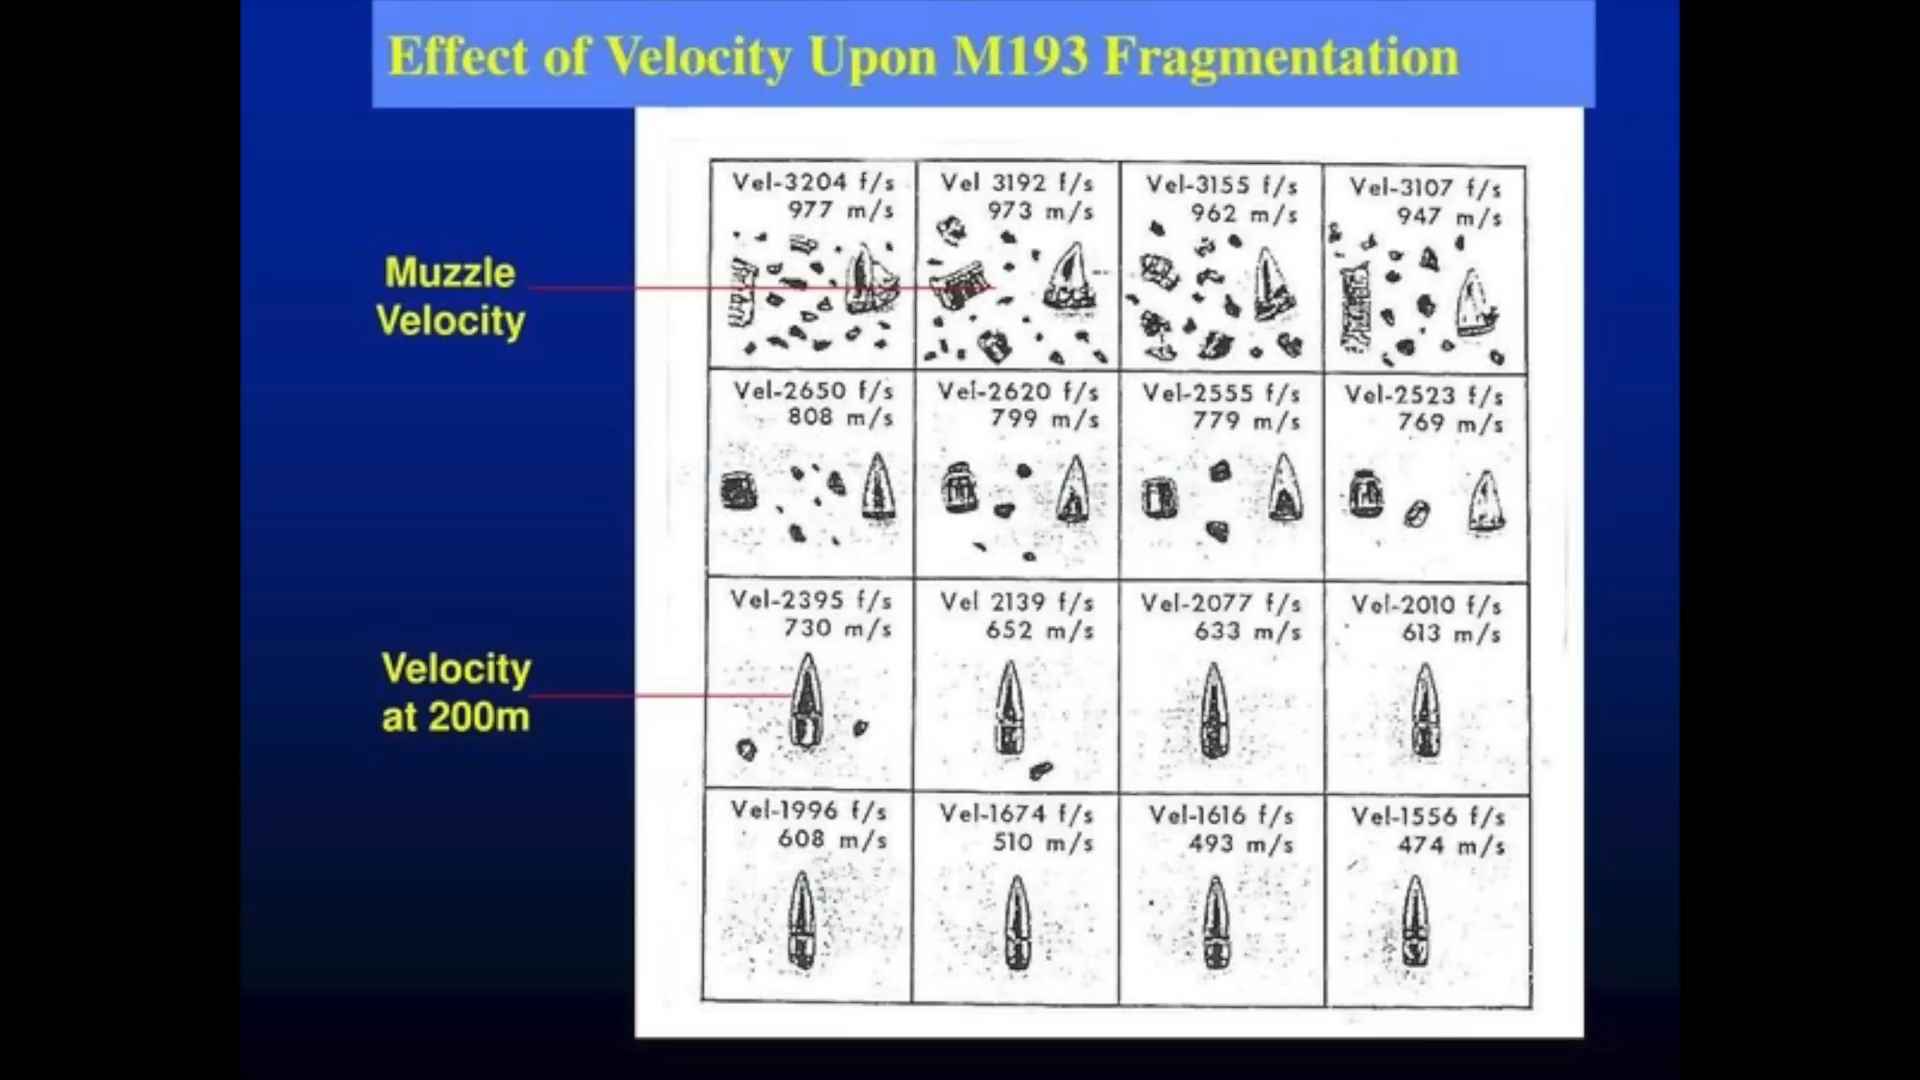 Effect of Velocity Upon M193 Fragmentation
Muzzle
Velocity
Velocity
at 200m
Vel-3204 f/s
977 m/s
Vel 3192 f/s
973 m/s
Vel-3155 f/s
962 m/s
Vel-3107 f/s
947 m/s
Vel-2650 f/s
808 m/s
Vel-2620 f/s
799 m/s
Vel-2555 f/s
779 m/s
Vel-2523 f/s
769 m/s
Vel-2395 f/s
730 m/s
Vel 2139 f/s
652 m/s
Vel-2077 f/s
633 m/s
Vel-2010 f/s
613 m/s
Vel-1996 f/s
608 m/s
Vel-1674 f/s
510 m/s
Vel-1616 f/s
493 m/s
Vel-1556 f/s
474 m/s